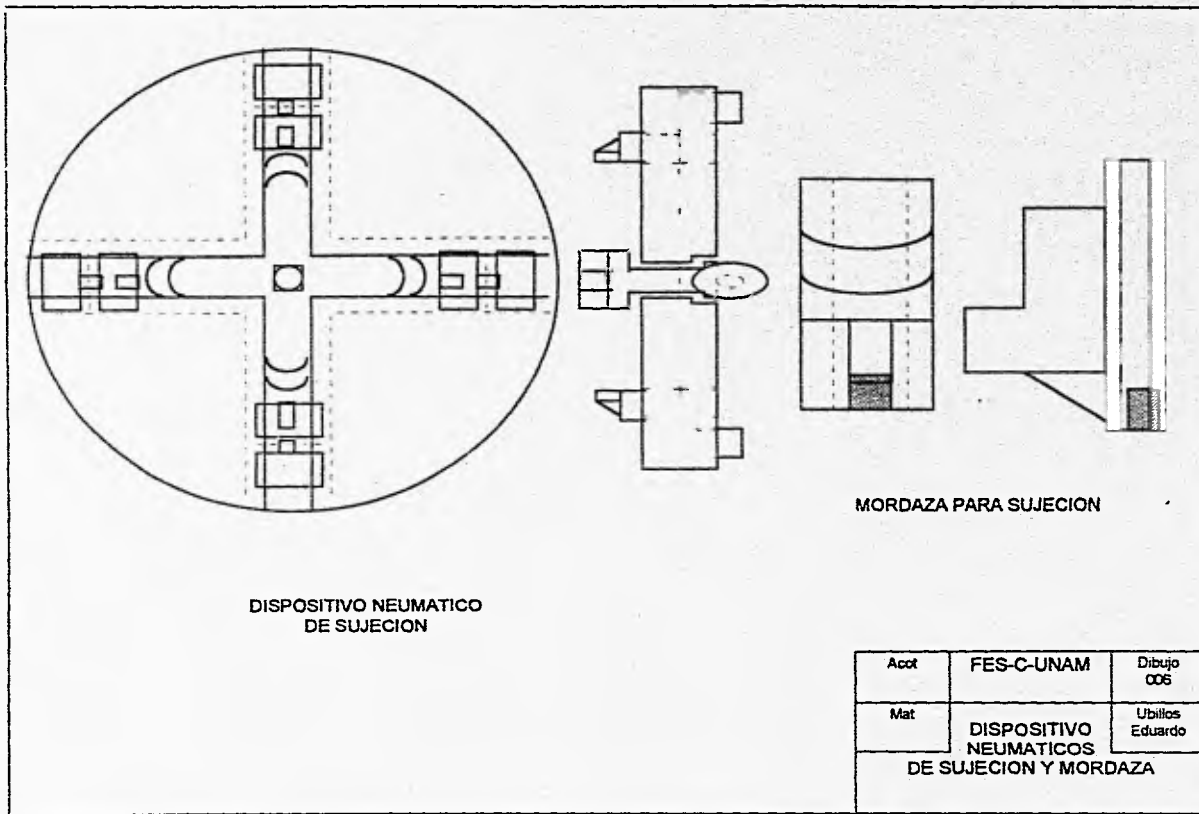 MORDAZA PARA SUJECION
DISPOSITIVO NEUMATICO
DE SUJECION
Acot
FES-C-UNAM
Dibujo
006
Mat
DISPOSITIVO
NEUMATICOS
DE SUJECION Y MORDAZA
Ubillos
Eduardo